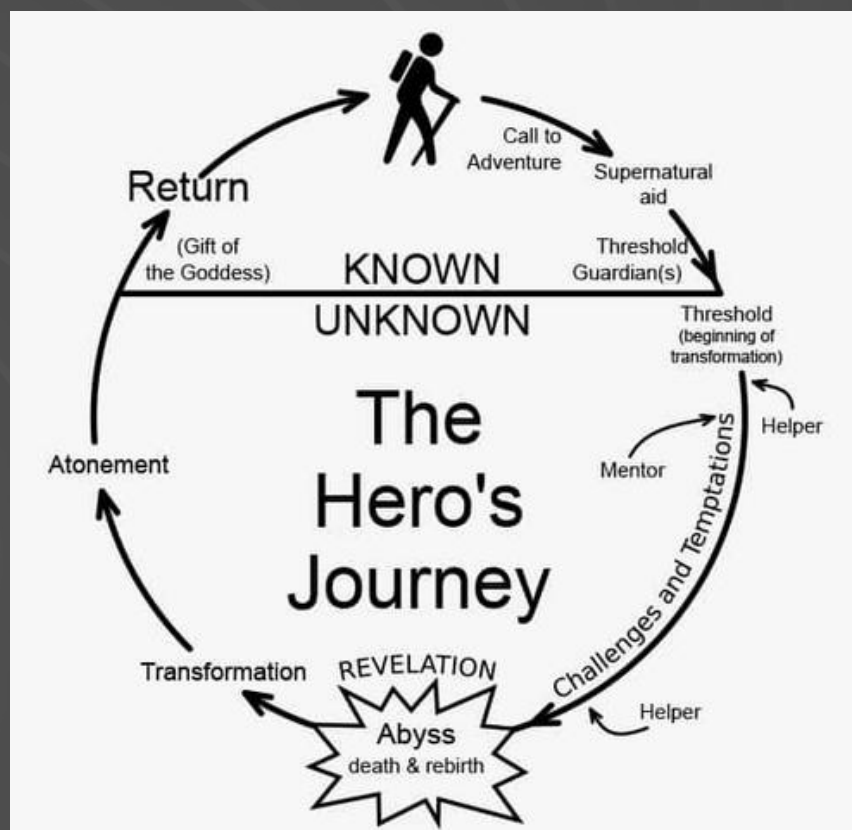 Call to
Adventure
Supernatural
aid
Return
(Gift of
the Goddess)
KNOWN
Threshold
Guardian(s)
UNKNOWN
Threshold
(beginning of
transformation)
Helper
Mentor
Challenges and Temptations
The
Hero's
Journey
Atonement
Transformation
REVELATION
Abyss
death & rebirth
Helper